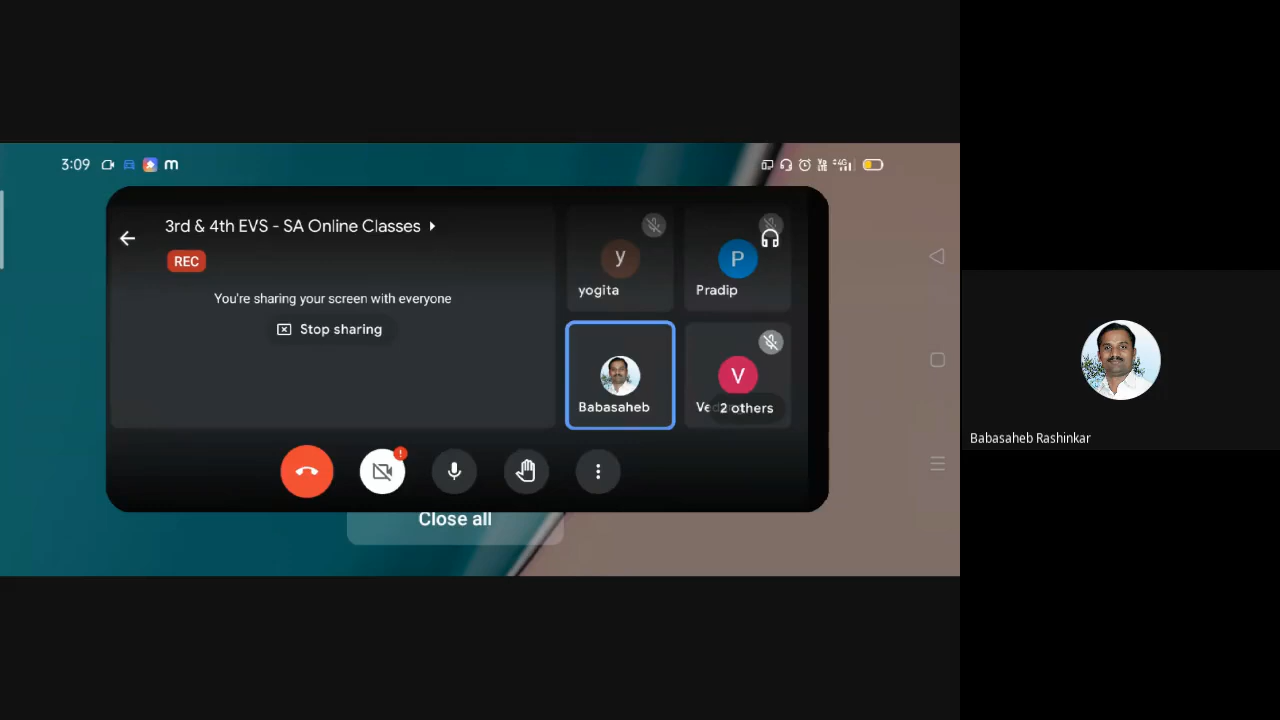 3:09
3rd & 4th EVS - SA Online Classes
REC
You're sharing your screen with everyone
Stop sharing
y
yogita
P
Pradip
Babasaheb
V
2 others
Close all
Babasaheb Rashinkar